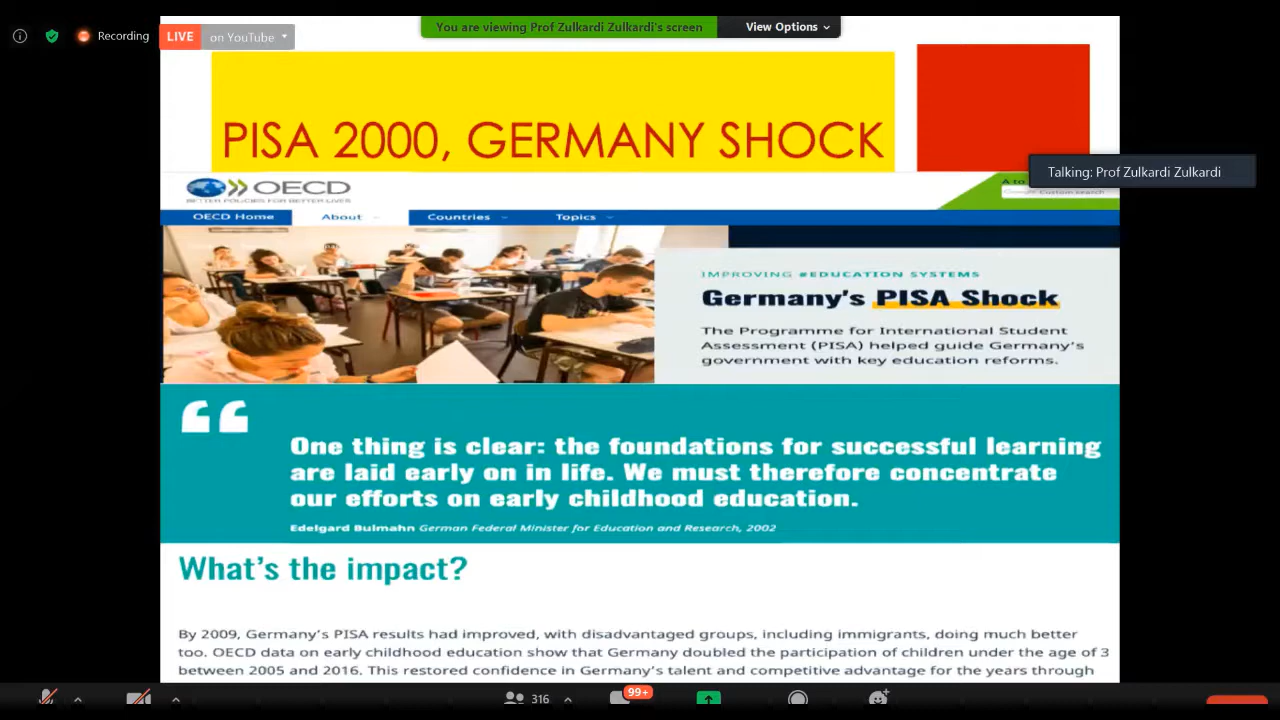 Recording
LIVE on YouTube
You are viewing Prof Zulkardi Zulkardi's screen
View Options
PISA 2000, GERMANY SHOCK
Talking: Prof Zulkardi Zulkardi
OECD
BETTER POLICIES FOR BETTER LIVES
A to
Custom search
OECD Home About Countries Topics
IMPROVING #EDUCATION SYSTEMS
Germany's PISA Shock
The Programme for International Student
Assessment (PISA) helped guide Germany's
government with key education reforms.
“
One thing is clear: the foundations for successful learning
are laid early on in life. We must therefore concentrate
our efforts on early childhood education.
Edelgard Bulmahn German Federal Minister for Education and Research, 2002
What's the impact?
By 2009, Germany's PISA results had improved, with disadvantaged groups, including immigrants, doing much better
too. OECD data on early childhood education show that Germany doubled the participation of children under the age of 3
between 2005 and 2016. This restored confidence in Germany's talent and competitive advantage for the years through
316
99+